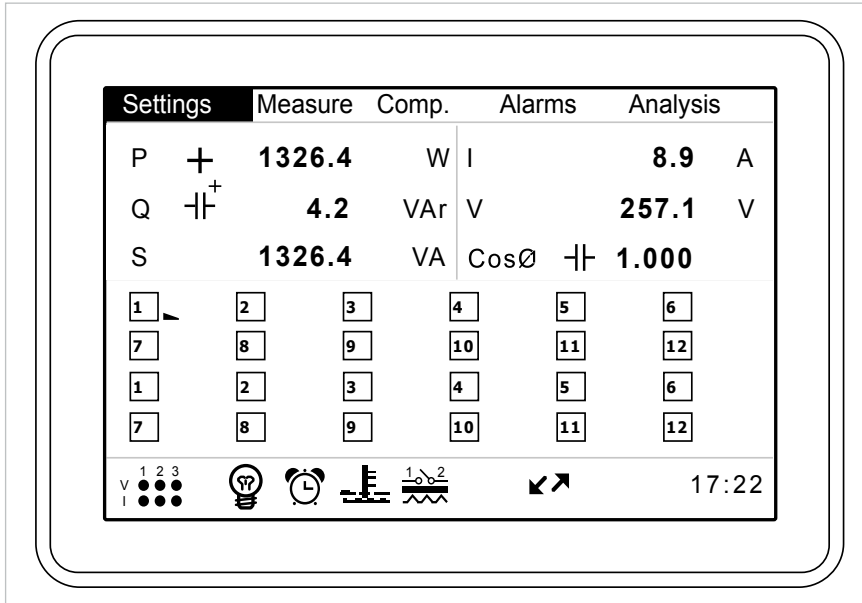 Settings Measure Comp. Alarms Analysis
P + 1326.4 W I 8.9 A
Q + 4.2 VAr V 257.1 V
S 1326.4 VA CosØ 1.000
1 2 3 4 5 6
7 8 9 10 11 12
1 2 3 4 5 6
7 8 9 10 11 12
1 2 3 1 2
V 17:22
I